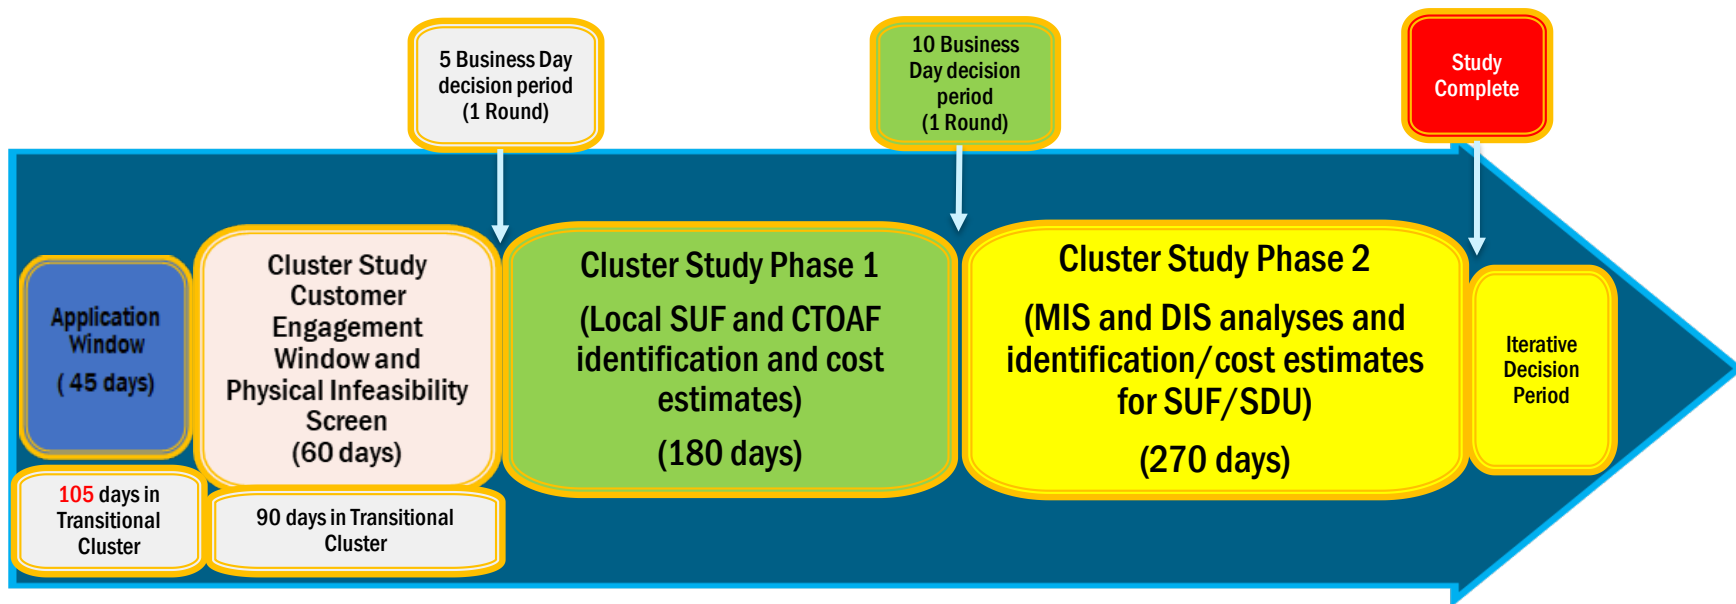 5 Business Day
decision period
(1 Round)
10 Business
Day decision
period
(1 Round)
Study
Complete
Application
Window
( 45 days)
Cluster Study
Customer
Engagement
Window and
Physical Infeasibility
Screen
(60 days)
Cluster Study Phase 1
(Local SUF and CTOAF
identification and cost
estimates)
(180 days)
Cluster Study Phase 2
(MIS and DIS analyses and
identification/cost estimates
for SUF/SDU)
(270 days)
Iterative
Decision
Period
105 days in
Transitional
Cluster
90 days in Transitional
Cluster